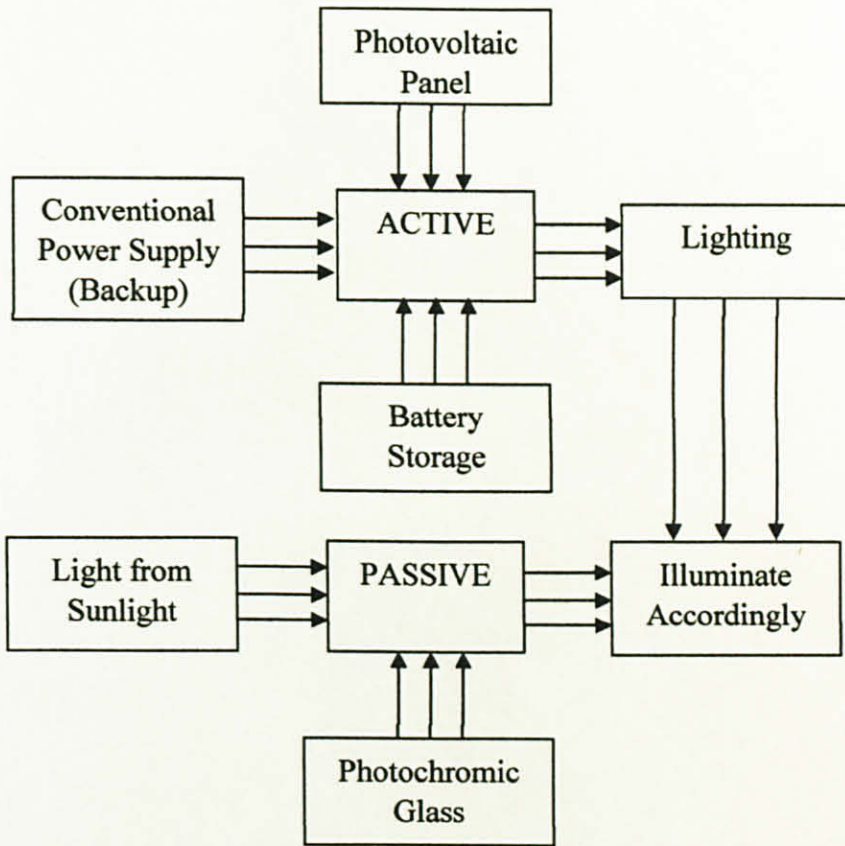 Photovoltaic
Panel
Conventional
Power Supply
(Backup)
ACTIVE
Lighting
Battery
Storage
Light from
Sunlight
PASSIVE
Illuminate
Accordingly
Photochromic
Glass